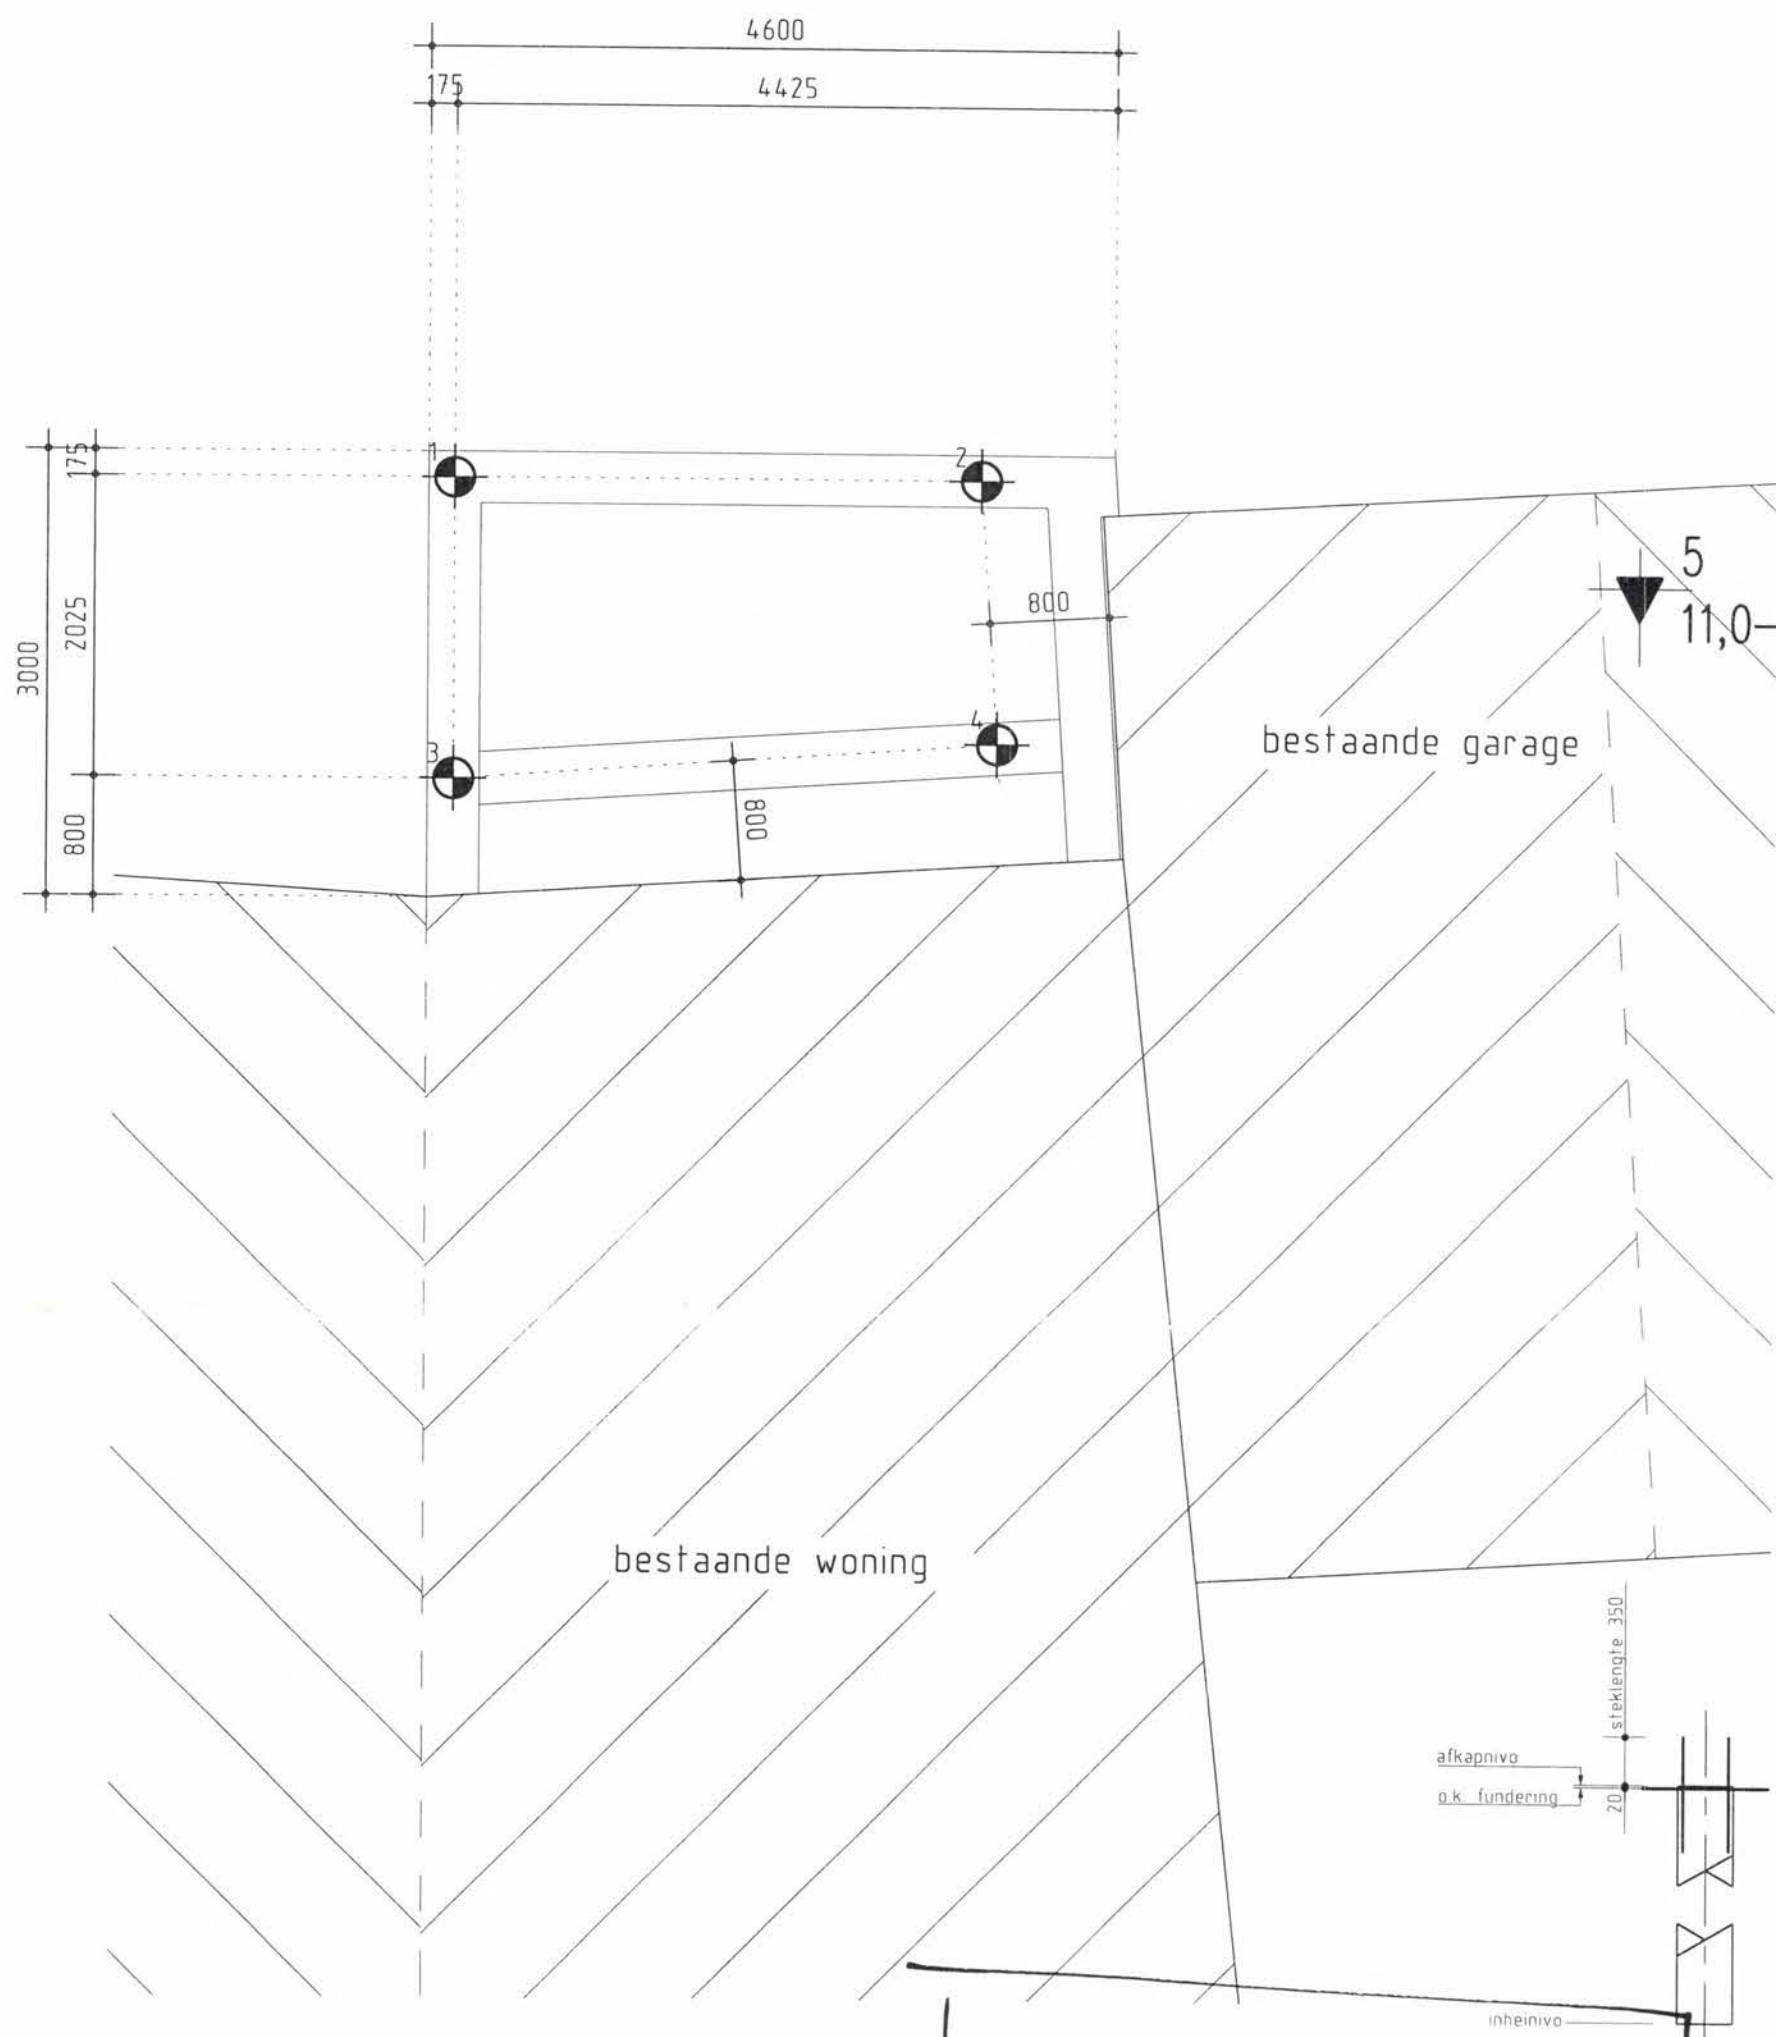 4600
175
4425
175
1
2
5
2025
800
11,0-
3000
4
bestaande garage
3
800
800
bestaande woning
steklengte 350
afkapnivo
o.k. fundering
20
inheinivo